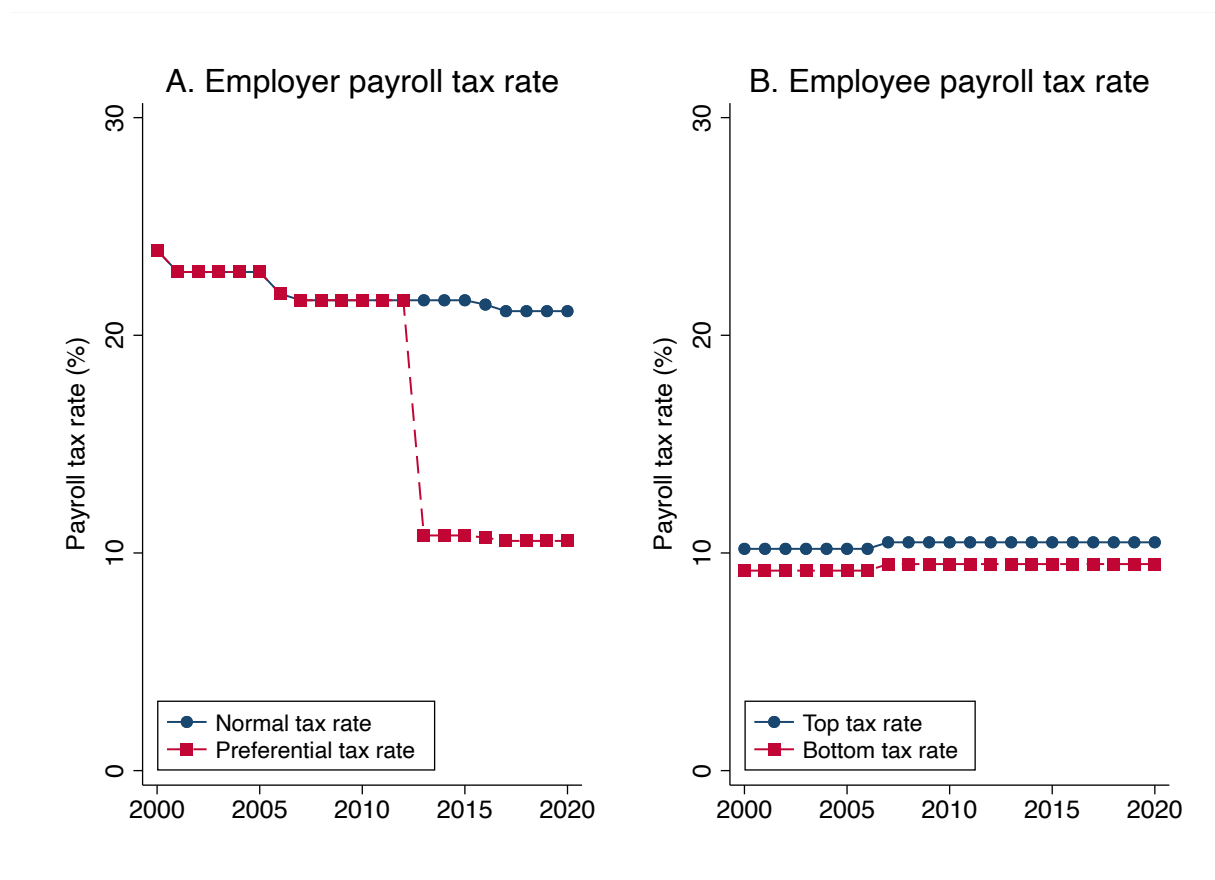 A. Employer payroll tax rate
Payroll tax rate (%)
30
20
10
0
Normal tax rate
Preferential tax rate
2000 2005 2010 2015 2020
B. Employee payroll tax rate
Payroll tax rate (%)
30
20
10
0
Top tax rate
Bottom tax rate
2000 2005 2010 2015 2020